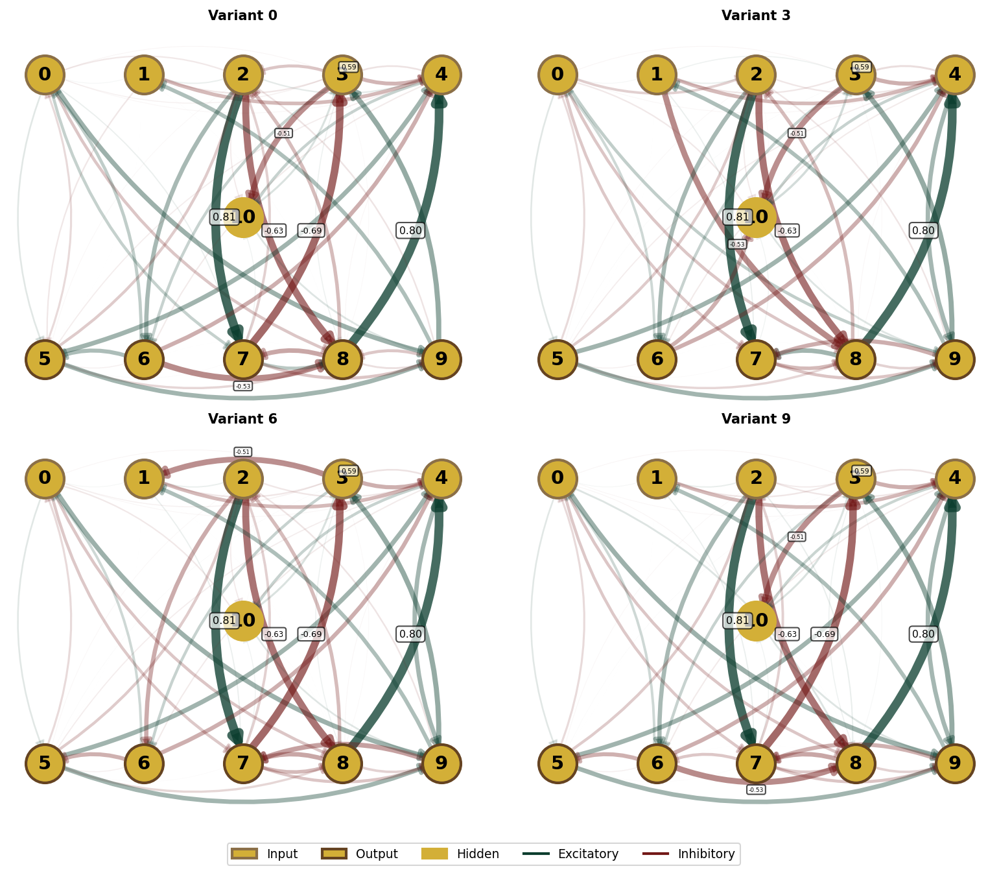 Variant 0 Variant 3
0 1 2 3 0.59 4 0 1 2 3 0.59 4
-0.51 -0.51
0.81 10 0.81 10
-0.63 -0.69 0.80 -0.63 0.80
-0.53
5 6 7 8 9 5 6 7 8 9
-0.53
Variant 6 Variant 9
-0.51
0 1 2 3 0.59 4 0 1 2 3 0.59 4
-0.51
0.81 10 0.81 10
-0.63 -0.69 0.80 -0.63 -0.69 0.80
5 6 7 8 9 5 6 7 8 9
-0.53
Input Output Hidden Excitatory Inhibitory